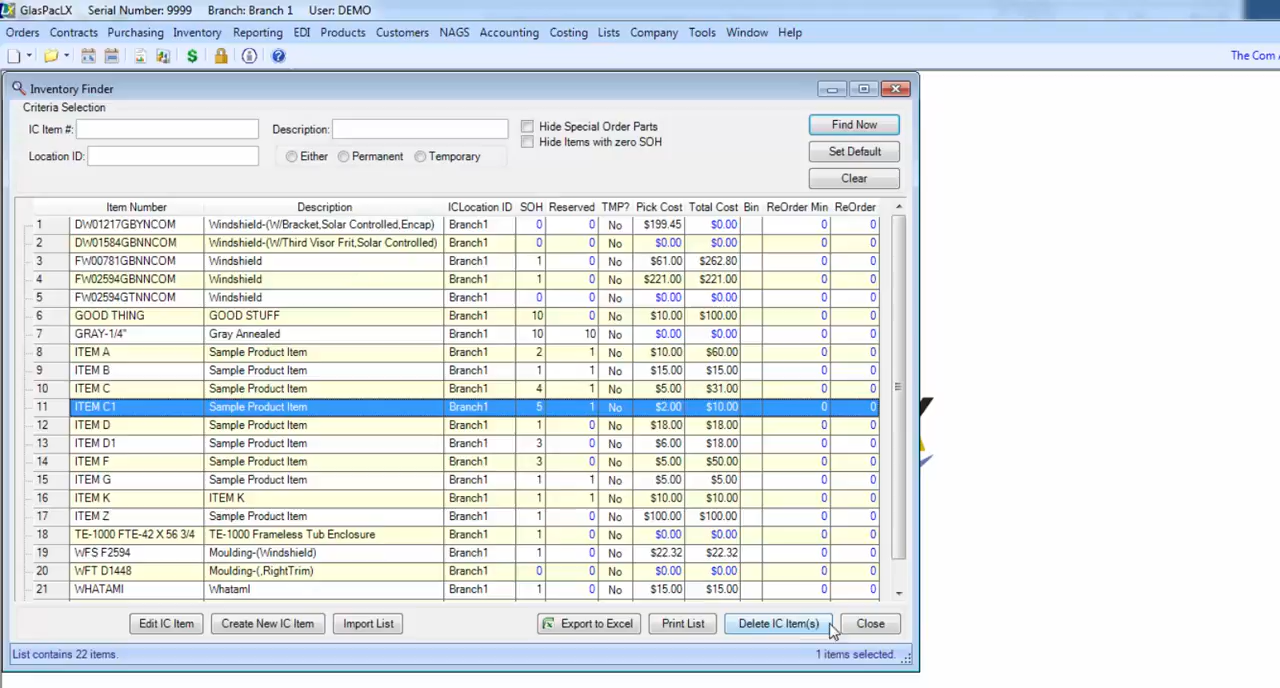 GlasPacLX Serial Number: 9999 Branch: Branch 1 User: DEMO
Orders Contracts Purchasing Inventory Reporting EDI Products Customers NAGS Accounting Costing Lists Company Tools Window Help
The Com
Inventory Finder
Criteria Selection
IC Item #: Description: Hide Special Order Parts Find Now
Hide Items with zero SOH
Location ID: Either Permanent Temporary Set Default
Clear
Item Number Description ICLocation ID SOH Reserved TMP? Pick Cost Total Cost Bin ReOrder Min ReOrder
1 DW01217GBYNCOM Windshield-(W/Bracket,Solar Controlled,Encap) Branch1 0 0 No $199.45 $0.00 0 0
2 DW01584GBNNCOM Windshield-(W/Third Visor Frit,Solar Controlled) Branch1 0 0 No $0.00 $0.00 0 0
3 FW00781GBNNCOM Windshield Branch1 1 0 No $61.00 $262.80 0 0
4 FW02594GBNNCOM Windshield Branch1 1 0 No $221.00 $221.00 0 0
5 FW02594GTNNCOM Windshield Branch1 0 0 No $0.00 $0.00 0 0
6 GOOD THING GOOD STUFF Branch1 10 0 No $10.00 $100.00 0 0
7 GRAY-1/4" Gray Annealed Branch1 10 10 No $0.00 $0.00 0 0
8 ITEM A Sample Product Item Branch1 2 1 No $10.00 $60.00 0 0
9 ITEM B Sample Product Item Branch1 1 1 No $15.00 $15.00 0 0
10 ITEM C Sample Product Item Branch1 4 1 No $5.00 $31.00 0 0
11 ITEM C1 Sample Product Item Branch1 5 1 No $2.00 $10.00 0 0
12 ITEM D Sample Product Item Branch1 1 0 No $18.00 $18.00 0 0
13 ITEM D1 Sample Product Item Branch1 3 0 No $6.00 $18.00 0 0
14 ITEM F Sample Product Item Branch1 3 0 No $5.00 $50.00 0 0
15 ITEM G Sample Product Item Branch1 1 1 No $5.00 $5.00 0 0
16 ITEM K ITEM K Branch1 1 1 No $10.00 $10.00 0 0
17 ITEM Z Sample Product Item Branch1 1 0 No $100.00 $100.00 0 0
18 TE-1000 FTE-42 X 56 3/4 TE-1000 Frameless Tub Enclosure Branch1 1 0 No $0.00 $0.00 0 0
19 WFS F2594 Moulding-(Windshield) Branch1 1 0 No $22.32 $22.32 0 0
20 WFT D1448 Moulding-(,RightTrim) Branch1 0 0 No $0.00 $0.00 0 0
21 WHATAMI WhatamI Branch1 1 0 No $15.00 $15.00 0 0
Edit IC Item Create New IC Item Import List Export to Excel Print List Delete IC Item(s) Close
List contains 22 items. 1 items selected.